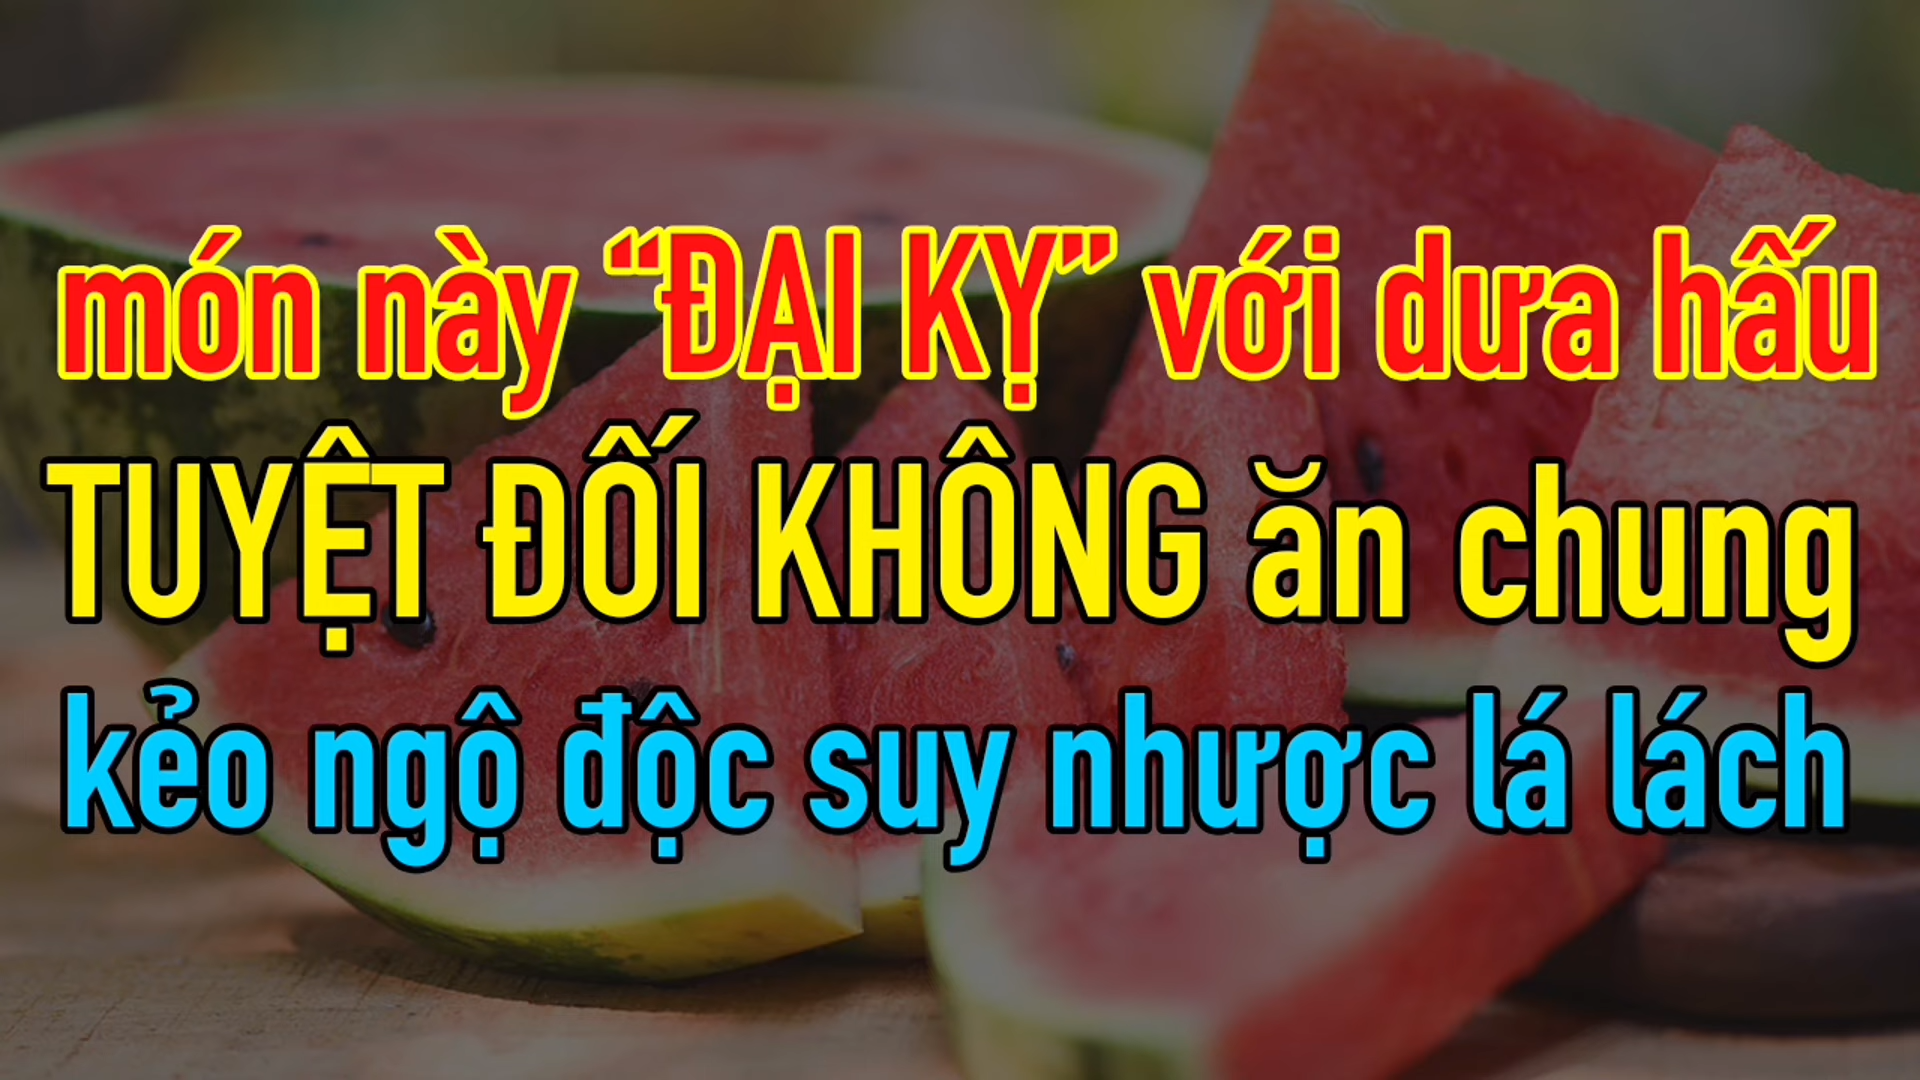 món này “ĐẠI KỴ” với dưa hấu
TUYỆT ĐỐI KHÔNG ăn chung
kẻo ngộ độc suy nhược lá lách